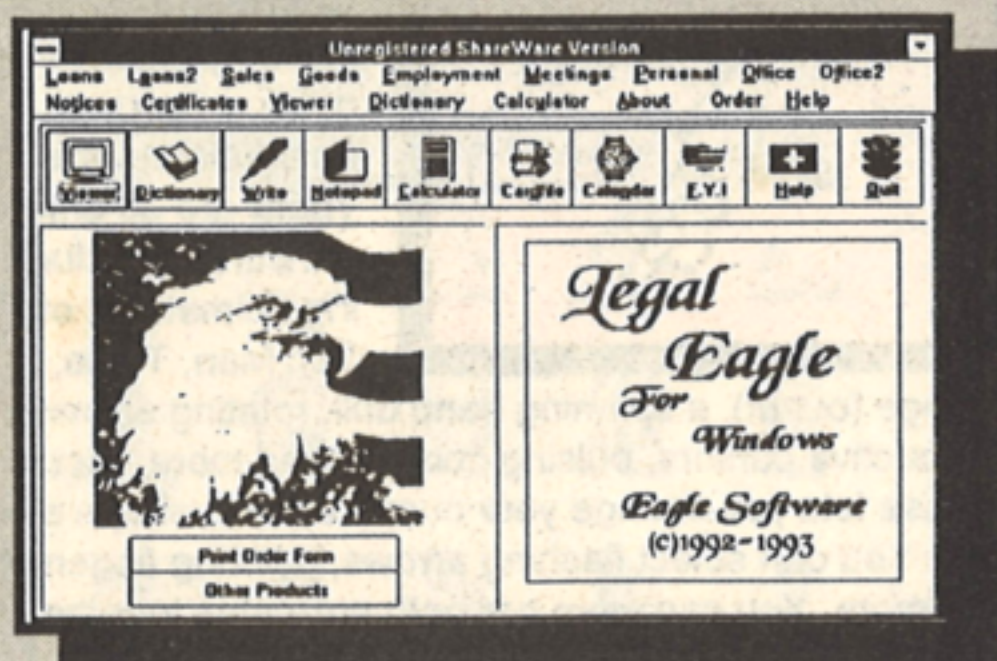 Unregistered ShareWare Version
Loans Loans2 Sales Goods Employment Meetings Personal Office Office2
Notices Certificates Viewer Dictionary Calculator About Order Help
Viewer Dictionary Write Notepad Calculator Cardfile Calendar F.Y.I Help Quit
Legal
Eagle
For
Windows
Eagle Software
(C)1992-1993
Print Order Form
Other Products